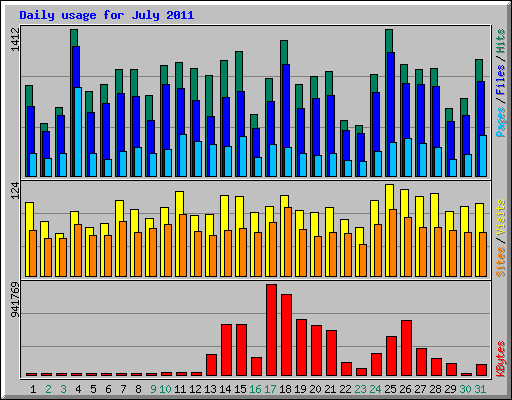 Daily usage for July 2011
1412
Pages / Files / Hits
124
Sites / Visits
941769
KBytes
1 2 3 4 5 6 7 8 9 10 11 12 13 14 15 16 17 18 19 20 21 22 23 24 25 26 27 28 29 30 31